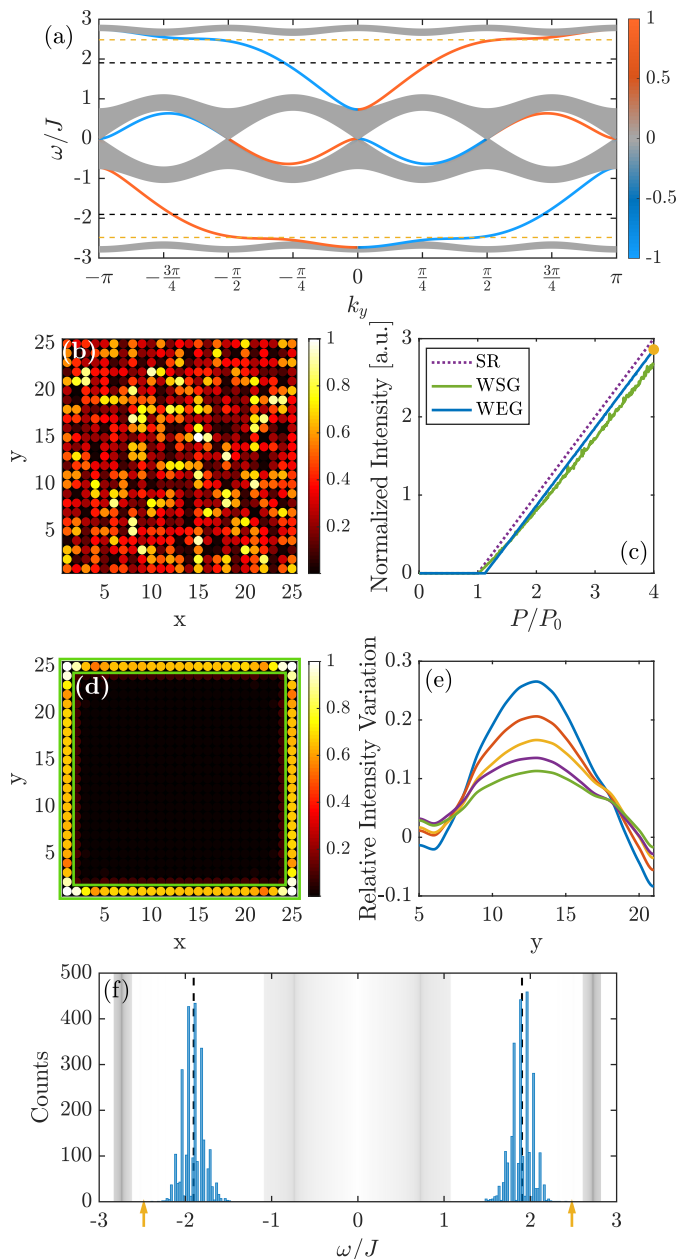 (a)
3
2
1
0
-1
-2
-3
ω/J
−π −3π/4 −π/2 −π/4 0 π/4 π/2 3π/4 π
k_y
1
0.5
0
-0.5
-1
(b)
25
20
15
10
5
y
5 10 15 20 25
x
1
0.8
0.6
0.4
0.2
Normalized Intensity [a.u.]
3
2
1
0
SR
WSG
WEG
(c)
1 2 3 4
P/P_0
(d)
25
20
15
10
5
y
5 10 15 20 25
x
1
0.8
0.6
0.4
0.2
Relative Intensity Variation
0.3
0.2
0.1
0
-0.1
(e)
5 10 15 20
y
(f)
500
400
300
200
100
0
Counts
-3 -2 -1 0 1 2 3
ω/J